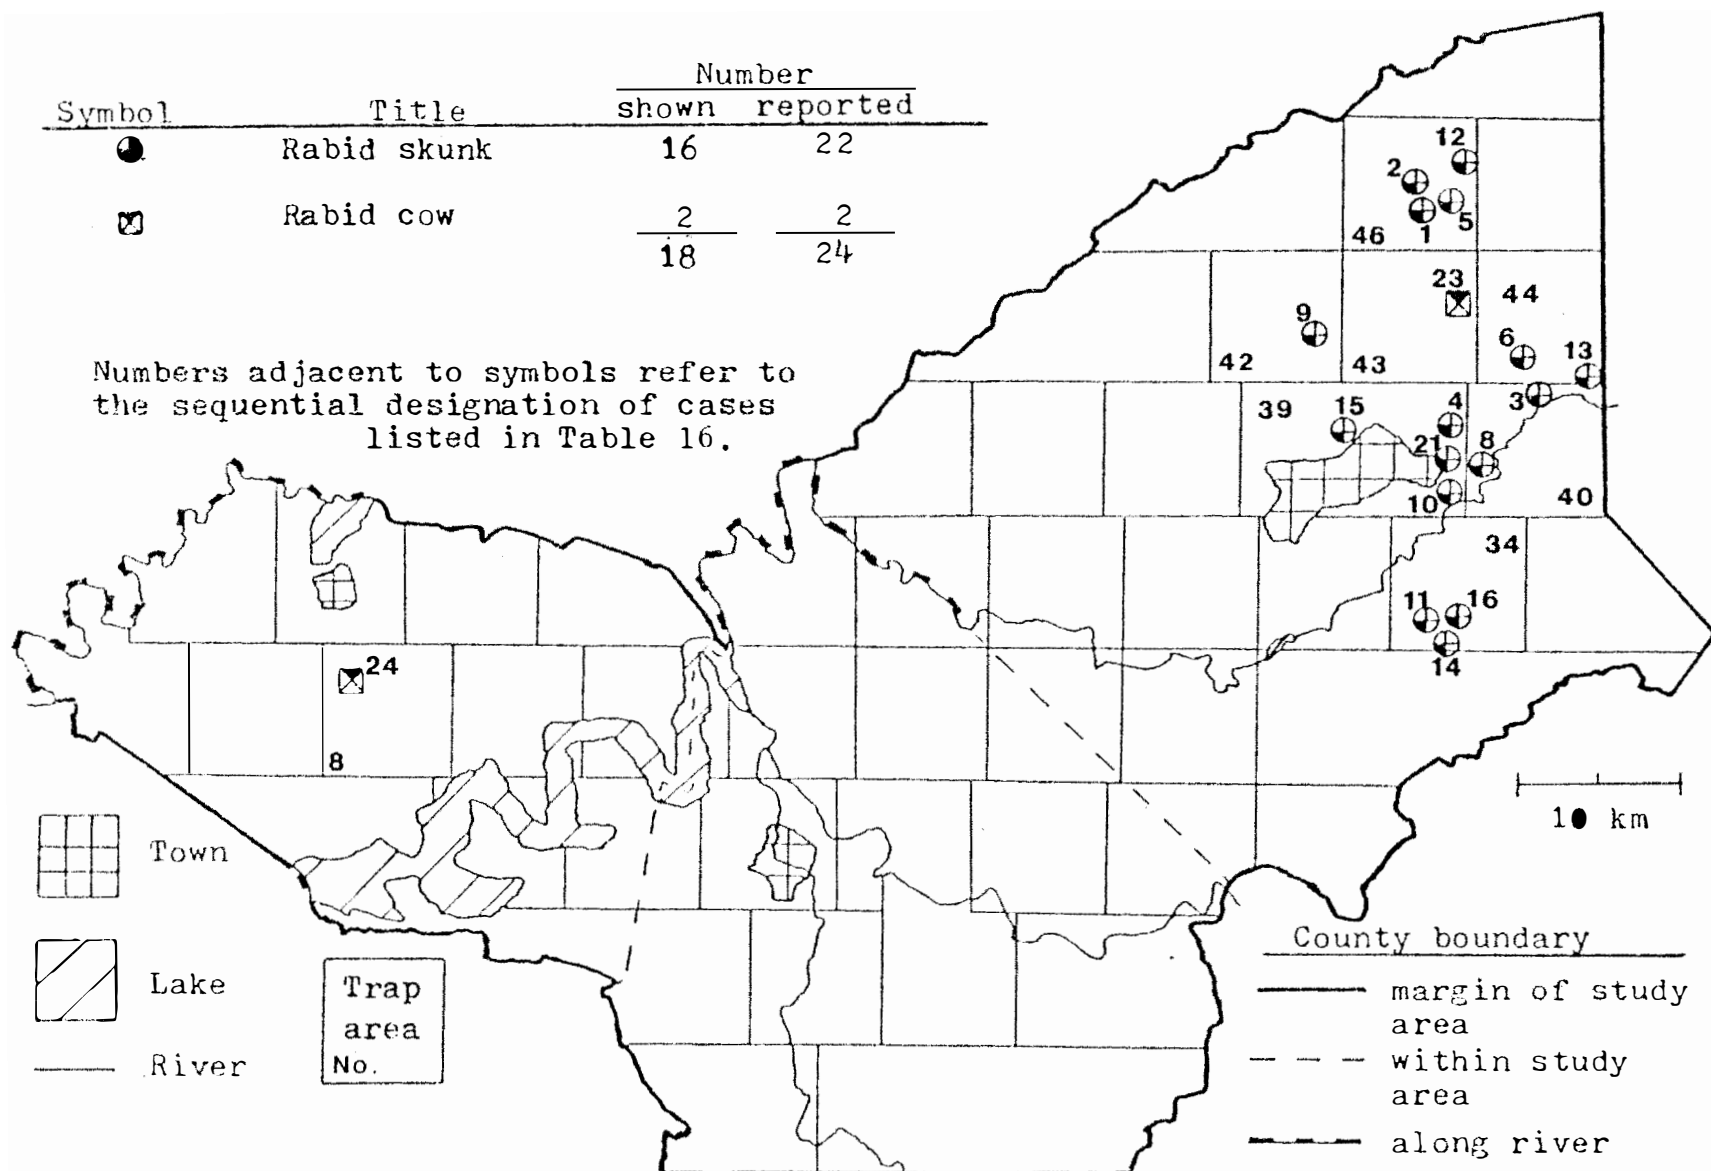 Number
Symbol Title shown reported
Rabid skunk 16 22
Rabid cow 2 2
18 24
Numbers adjacent to symbols refer to
the sequential designation of cases
listed in Table 16.
12
2
5
1
46
23
44
9
6
13
42
43
3
39
15
4
21
8
10
40
34
11
16
14
24
8
10 km
Town
Lake
River
Trap
area
No.
County boundary
margin of study
area
within study
area
along river